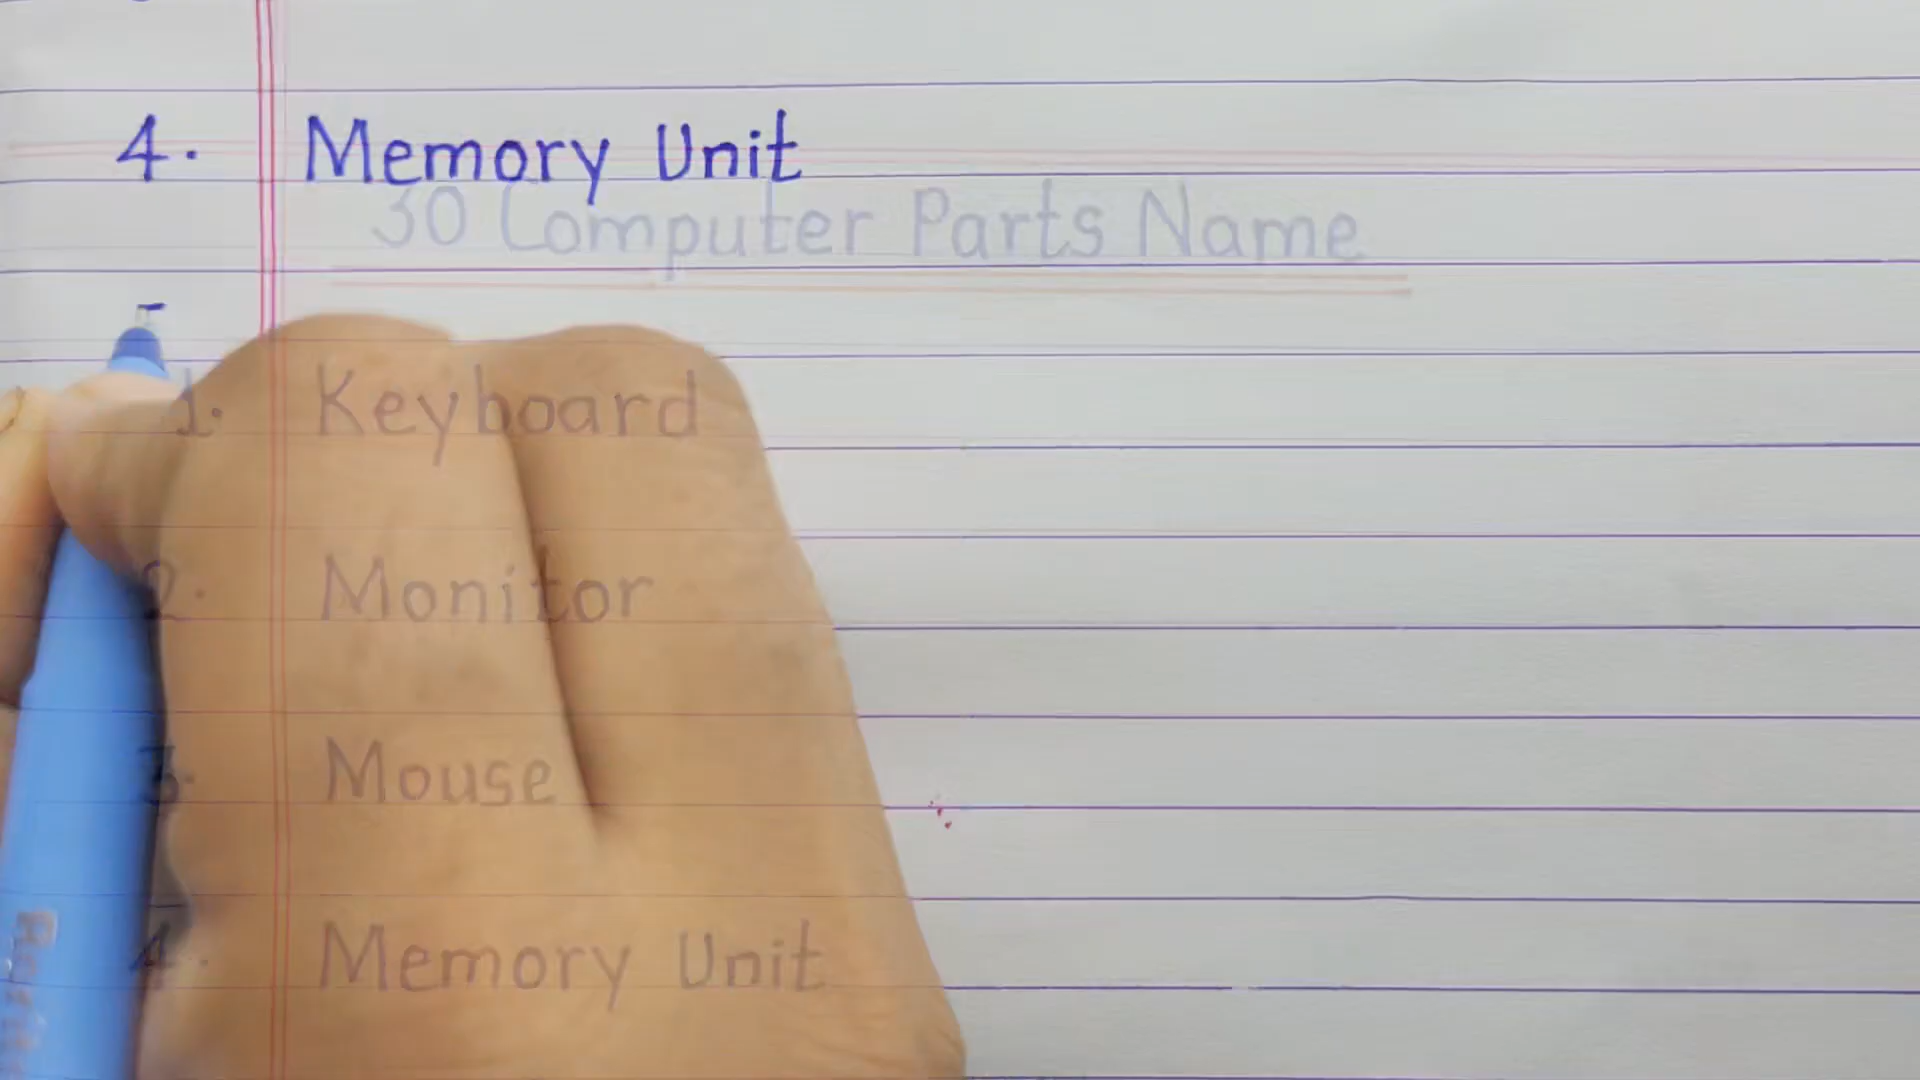 4. Memory Unit
30 Computer Parts Name
1. Keyboard
2. Monitor
3. Mouse
4. Memory Unit